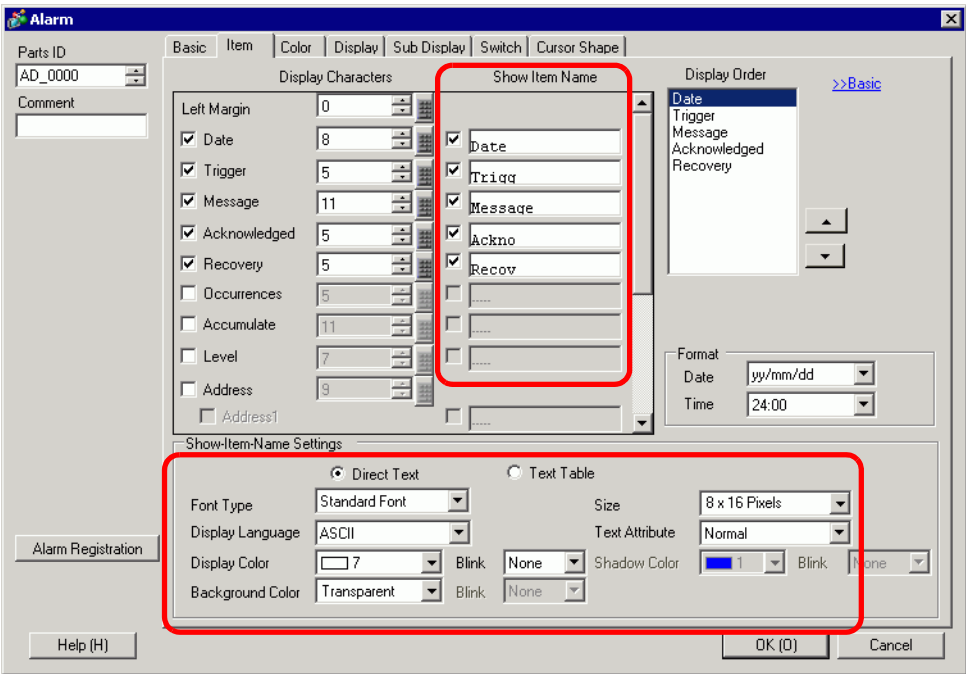 Alarm
Parts ID
AD_0000
Comment
Alarm Registration
Basic Item Color Display Sub Display Switch Cursor Shape
Display Characters Show Item Name
Left Margin 0
Date 8 Date
Trigger 5 Trigg
Message 11 Message
Acknowledged 5 Ackno
Recovery 5 Recov
Occurrences 5 .....
Accumulate 11 .....
Level 7 .....
Address 9
Address1 .....
Display Order
Date
Trigger
Message
Acknowledged
Recovery
>>Basic
Format
Date yy/mm/dd
Time 24:00
Show-Item-Name Settings
Direct Text Text Table
Font Type Standard Font Size 8 x 16 Pixels
Display Language ASCII Text Attribute Normal
Display Color 7 Blink None Shadow Color 1 Blink None
Background Color Transparent Blink None
Help (H) OK (O) Cancel